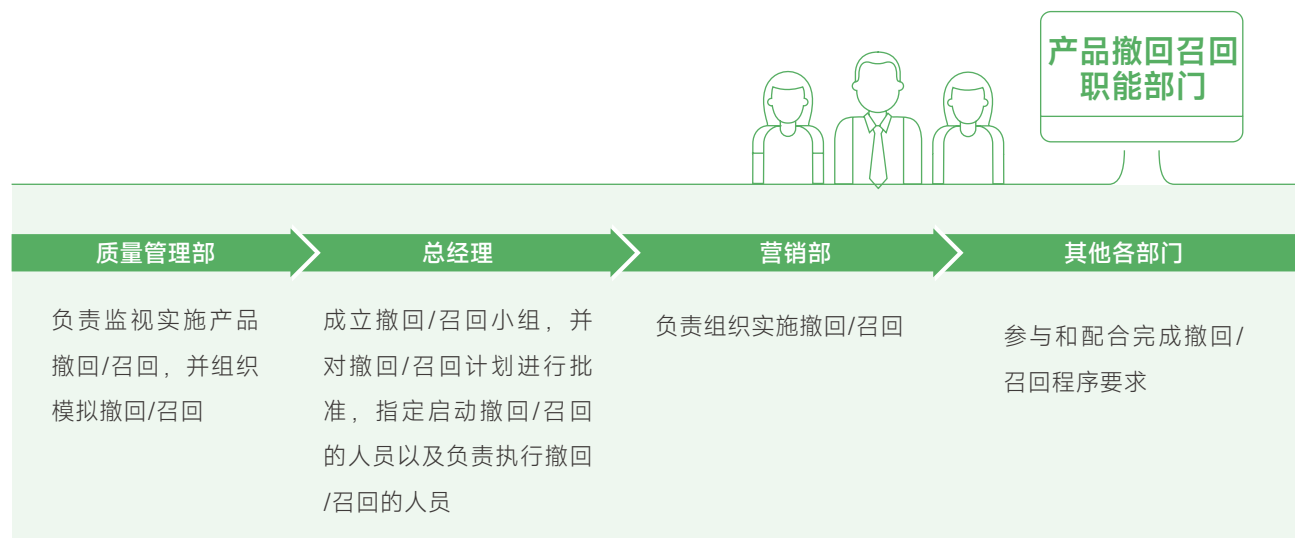 产品撤回召回
职能部门
质量管理部
总经理
营销部
其他各部门
负责监视实施产品
撤回/召回，并组织
模拟撤回/召回
成立撤回/召回小组，并
对撤回/召回计划进行批
准，指定启动撤回/召回
的人员以及负责执行撤回
/召回的人员
负责组织实施撤回/召回
参与和配合完成撤回/
召回程序要求